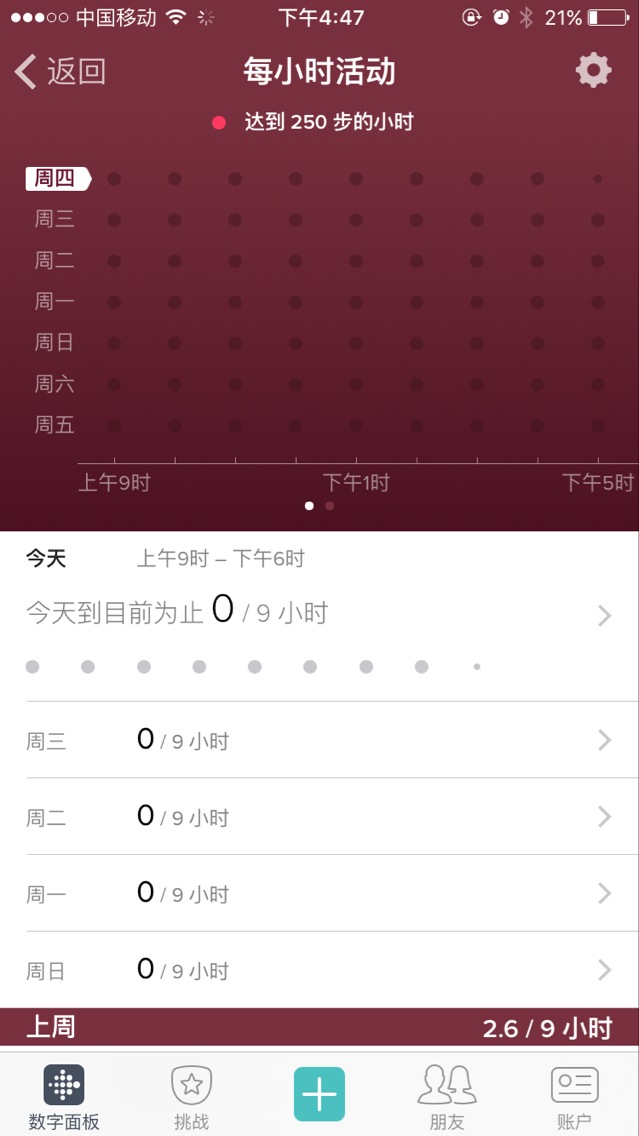 中国移动 下午4:47 21%
返回 每小时活动
达到 250 步的小时
周四
周三
周二
周一
周日
周六
周五
上午9时 下午1时 下午5时
今天 上午9时 – 下午6时
今天到目前为止 0 / 9 小时
周三 0 / 9 小时
周二 0 / 9 小时
周一 0 / 9 小时
周日 0 / 9 小时
上周 2.6 / 9 小时
数字面板 挑战 朋友 账户